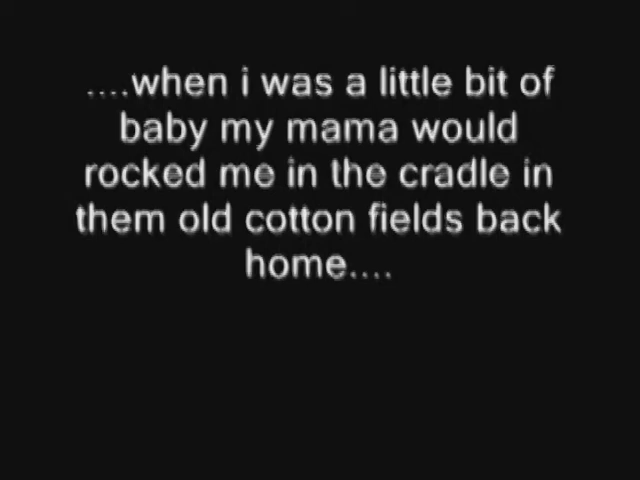 ....when i was a little bit of
baby my mama would
rocked me in the cradle in
them old cotton fields back
home....